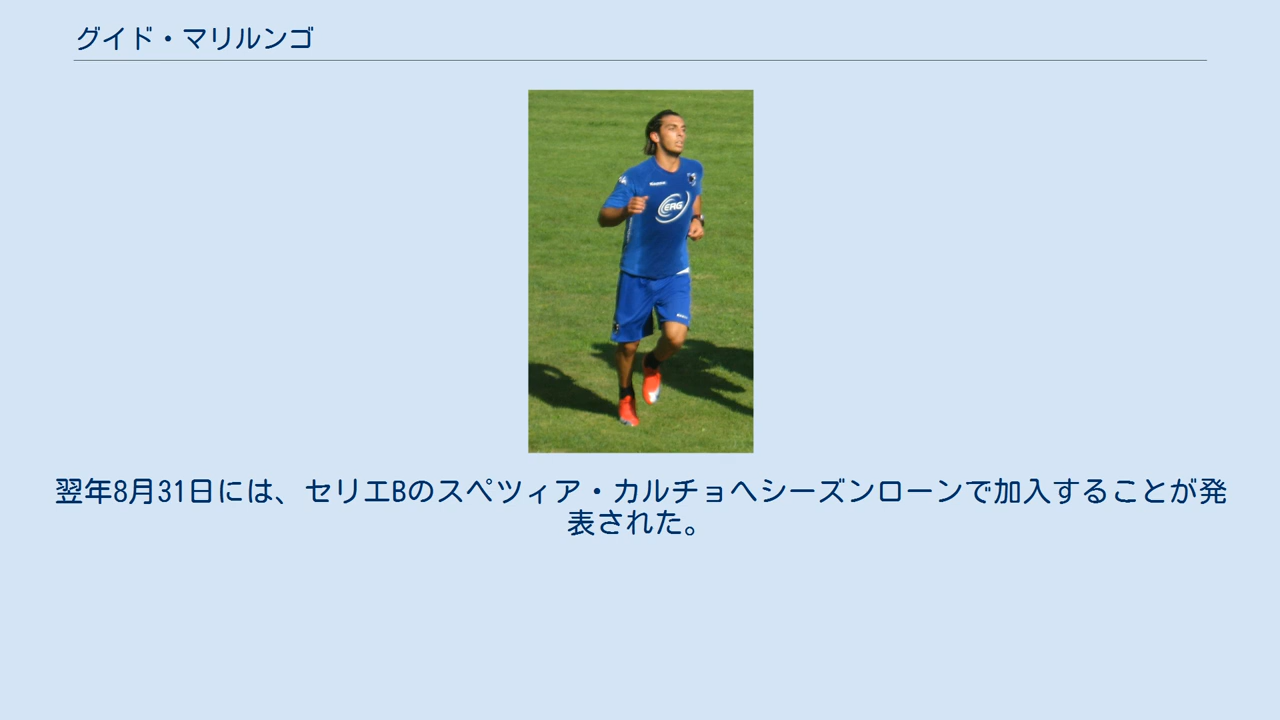 グイド・マリルンゴ
ERG
翌年8月31日には、セリエBのスペツィア・カルチョへシーズンローンで加入することが発
表された。